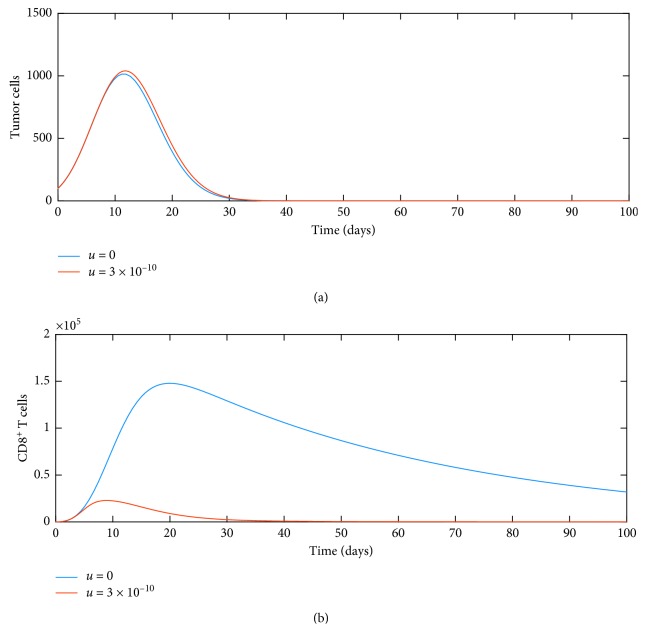 1500
1000
500
0
Tumor cells
0 10 20 30 40 50 60 70 80 90 100
Time (days)
u = 0
u = 3 × 10⁻¹⁰
(a)
×10⁵
2
1.5
1
0.5
0
CD8⁺ T cells
0 10 20 30 40 50 60 70 80 90 100
Time (days)
u = 0
u = 3 × 10⁻¹⁰
(b)